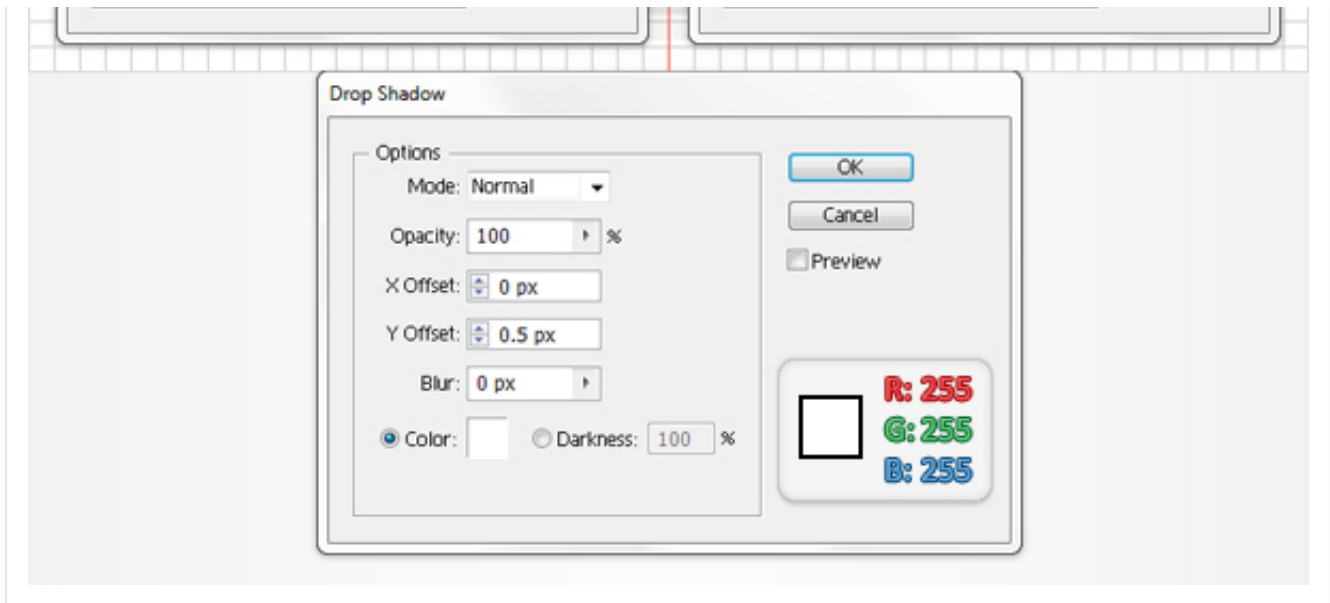 Drop Shadow
Options
Mode: Normal
OK
Opacity: 100 %
Cancel
X Offset: 0 px
Preview
Y Offset: 0.5 px
Blur: 0 px
Color: Darkness: 100 %
R: 255
G: 255
B: 255